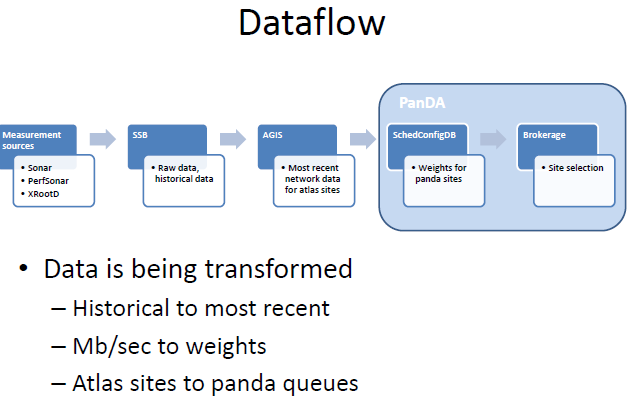 Dataflow
PanDA
Measurement
sources
• Sonar
• PerfSonar
• XRootD
SSB
• Raw data,
historical data
AGIS
• Most recent
network data
for atlas sites
SchedConfigDB
• Weights for
panda sites
Brokerage
• Site selection
• Data is being transformed
– Historical to most recent
– Mb/sec to weights
– Atlas sites to panda queues